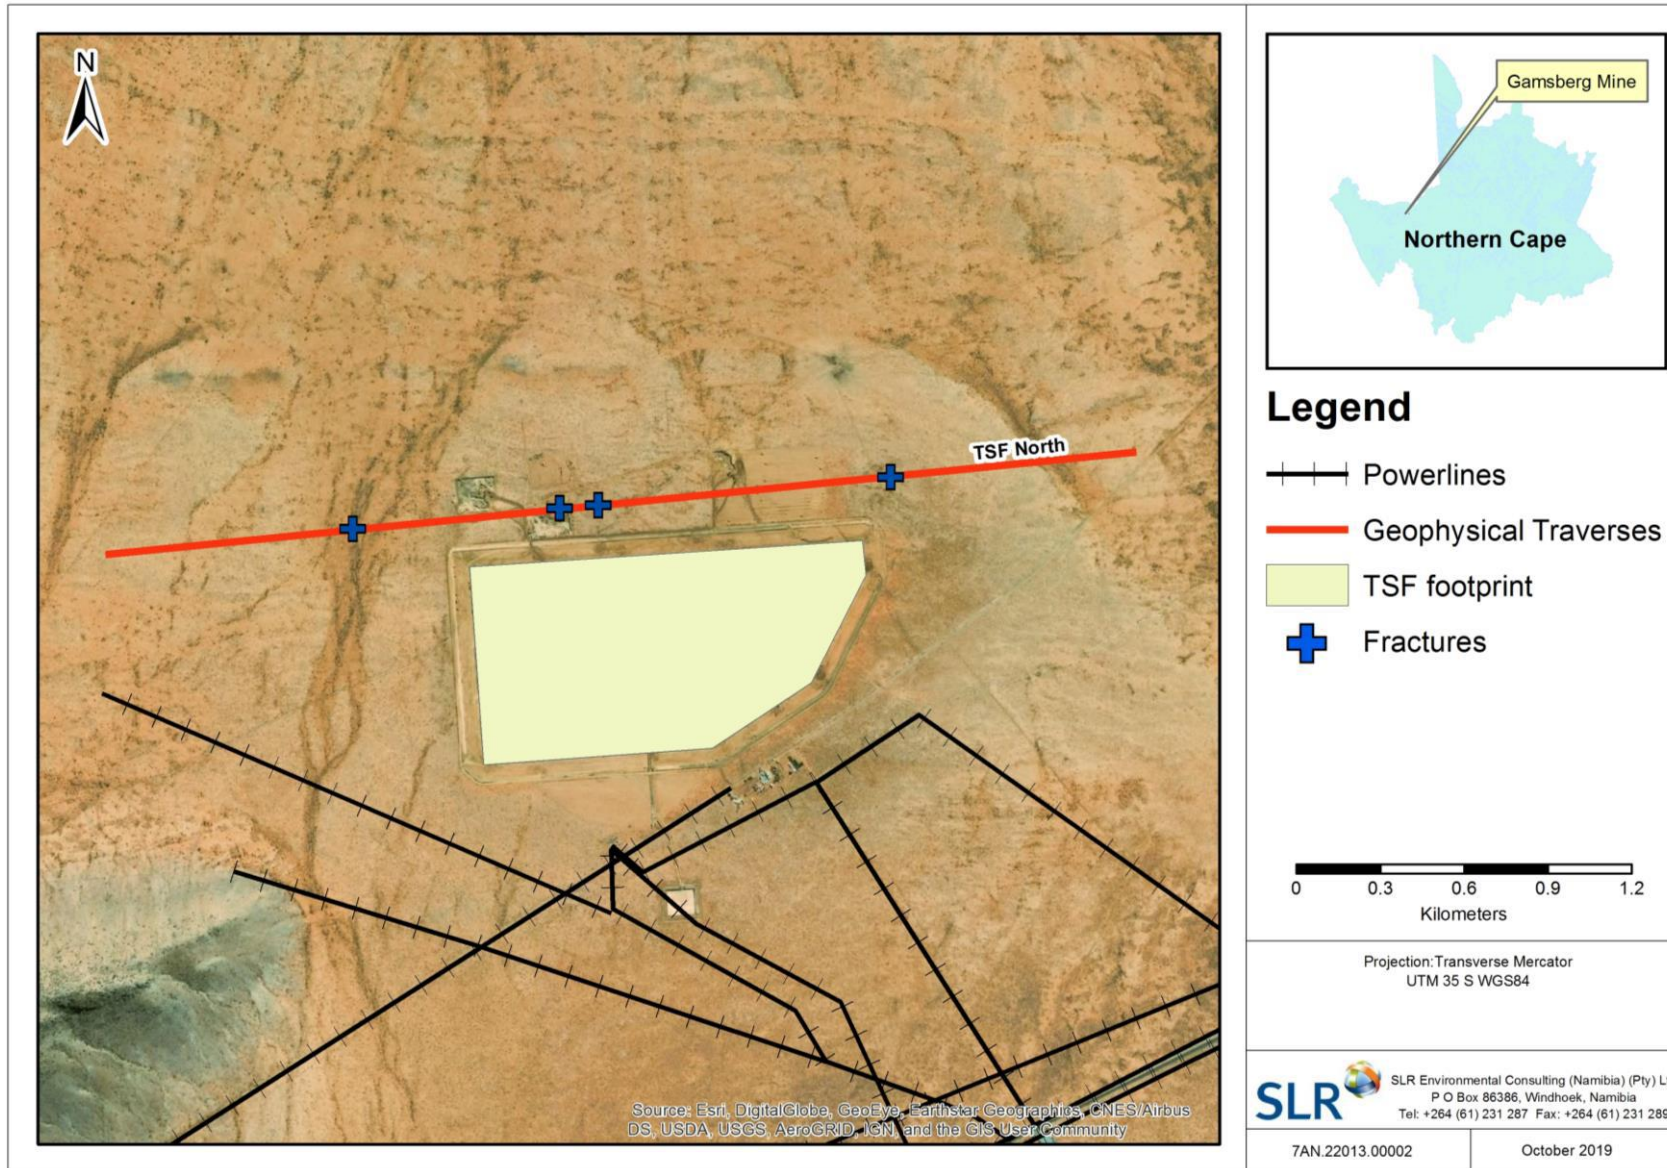 N
TSF North
Source: Esri, DigitalGlobe, GeoEye, Earthstar Geographics, CNES/Airbus
DS, USDA, USGS, AeroGRID, IGN, and the GIS User Community
Gamsberg Mine
Northern Cape
Legend
Powerlines
Geophysical Traverses
TSF footprint
Fractures
0 0.3 0.6 0.9 1.2
Kilometers
Projection:Transverse Mercator
UTM 35 S WGS84
SLR
SLR Environmental Consulting (Namibia) (Pty)
P O Box 86386, Windhoek, Namibia
Tel: +264 (61) 231 287 Fax: +264 (61) 231 289
7AN.22013.00002
October 2019